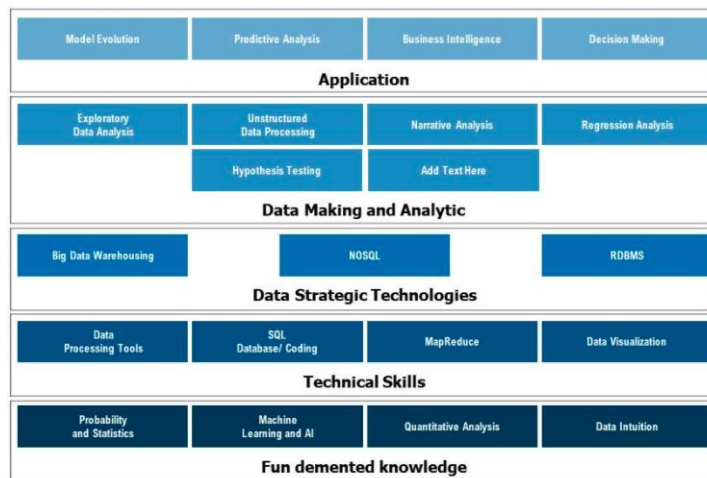 Model Evolution
Predictive Analysis
Business Intelligence
Decision Making
Application
Exploratory
Data Analysis
Unstructured
Data Processing
Narrative Analysis
Regression Analysis
Hypothesis Testing
Add Text Here
Data Making and Analytic
Big Data Warehousing
NOSQL
RDBMS
Data Strategic Technologies
Data
Processing Tools
SQL
Database/ Coding
MapReduce
Data Visualization
Technical Skills
Probability
and Statistics
Machine
Learning and AI
Quantitative Analysis
Data Intuition
Fun demented knowledge